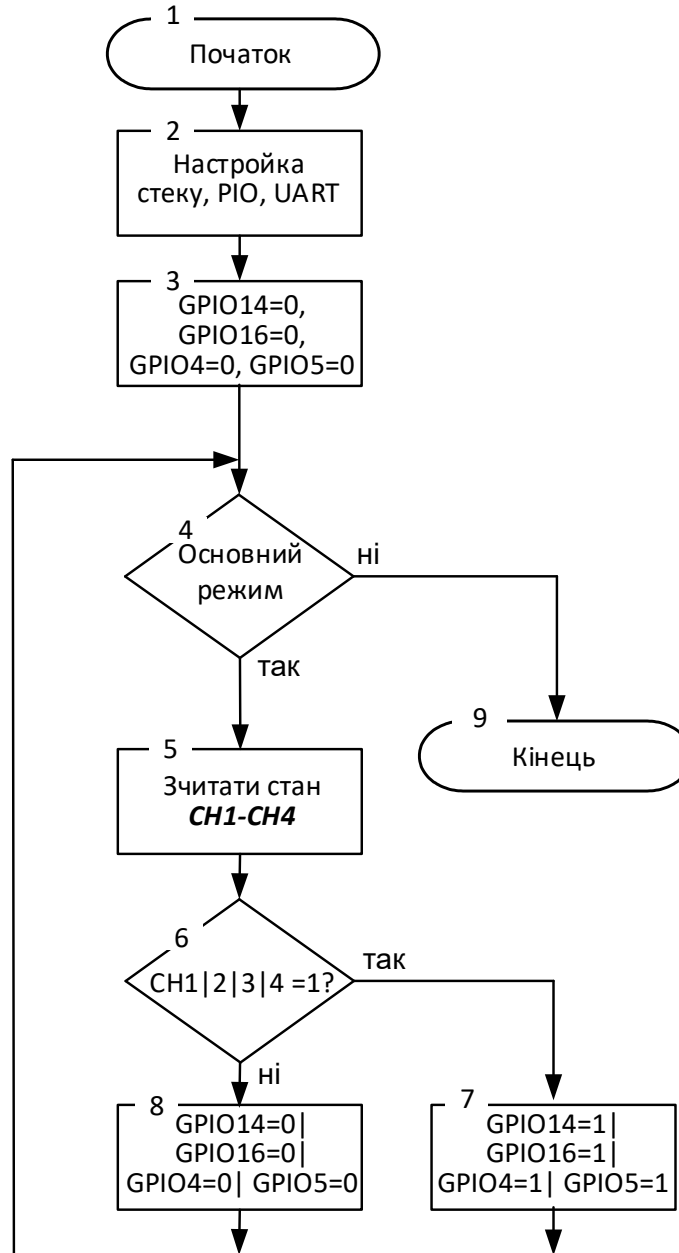 1
Початок
2
Настройка
стеку, PIO, UART
3
GPIO14=0,
GPIO16=0,
GPIO4=0, GPIO5=0
4
Основний
режим
ні
так
9
Кінець
5
Зчитати стан
CH1-CH4
6
CH1|2|3|4 =1?
так
ні
8
GPIO14=0|
GPIO16=0|
GPIO4=0| GPIO5=0
7
GPIO14=1|
GPIO16=1|
GPIO4=1| GPIO5=1